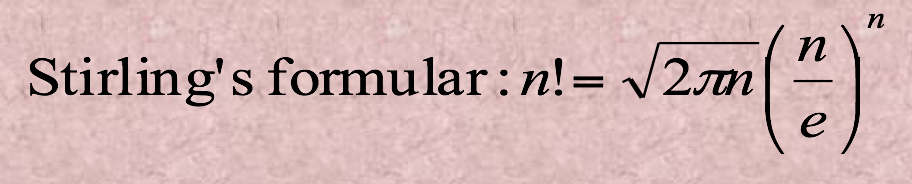 Stirling's formular : n! = √2πn (n/e)^n